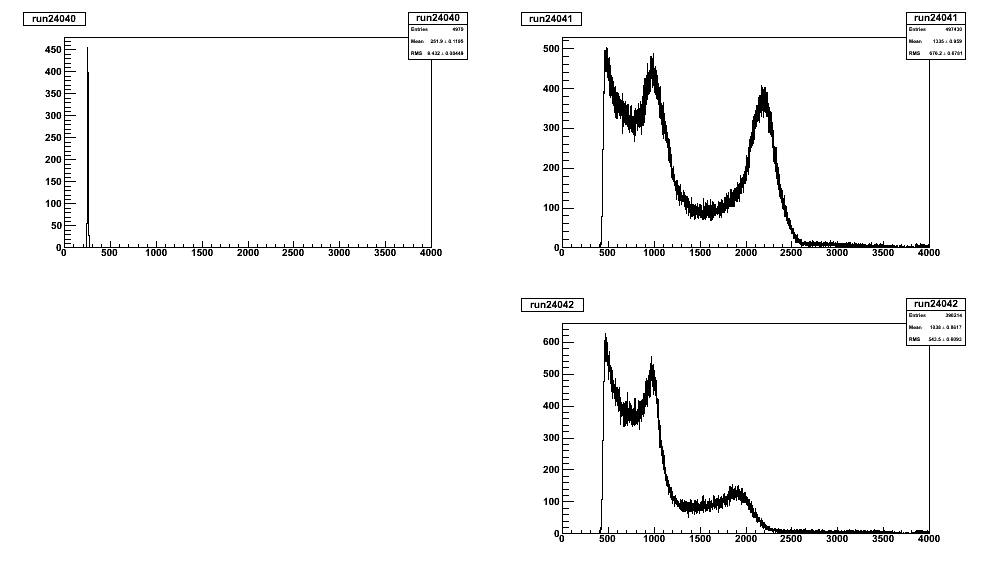 run24040
run24040
Entries 4979
Mean 251.9 ± 0.1195
RMS 8.432 ±
450
400
350
300
250
200
150
100
50
0
0 500 1000 1500 2000 2500 3000 3500 4000
run24041
run24041
Entries 497430
Mean 1335 ± 0.959
RMS 676.2 ± 0.6781
500
400
300
200
100
0
0 500 1000 1500 2000 2500 3000 3500 4000
run24042
run24042
Entries 398214
Mean 1038 ± 0.8617
RMS 543.5 ± 0.6093
600
500
400
300
200
100
0
0 500 1000 1500 2000 2500 3000 3500 4000